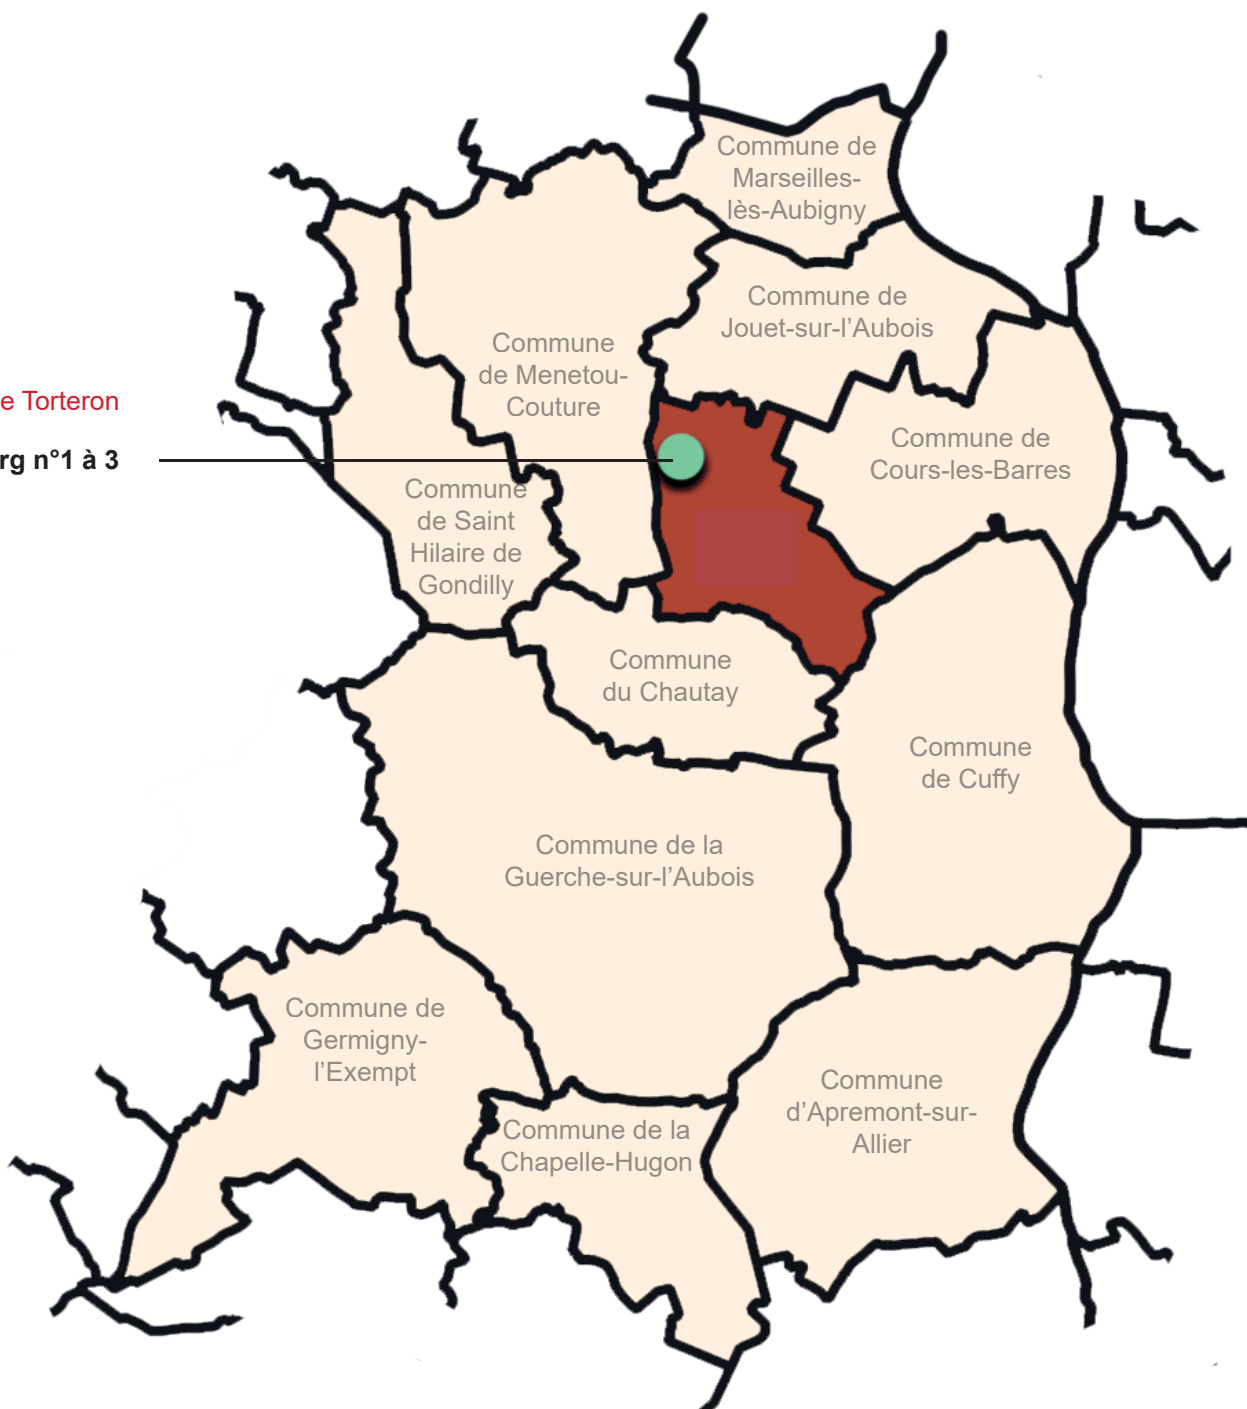 Commune de
Marseilles-
lès-Aubigny
Commune de
Jouet-sur-l'Aubois
Commune
de Menetou-
Couture
e Torteron
rg n°1 à 3
Commune de
Cours-les-Barres
Commune
de Saint
Hilaire de
Gondilly
Commune
du Chautay
Commune
de Cuffy
Commune de la
Guerche-sur-l'Aubois
Commune de
Germigny-
l'Exempt
Commune
d'Apremont-sur-
Allier
Commune de la
Chapelle-Hugon